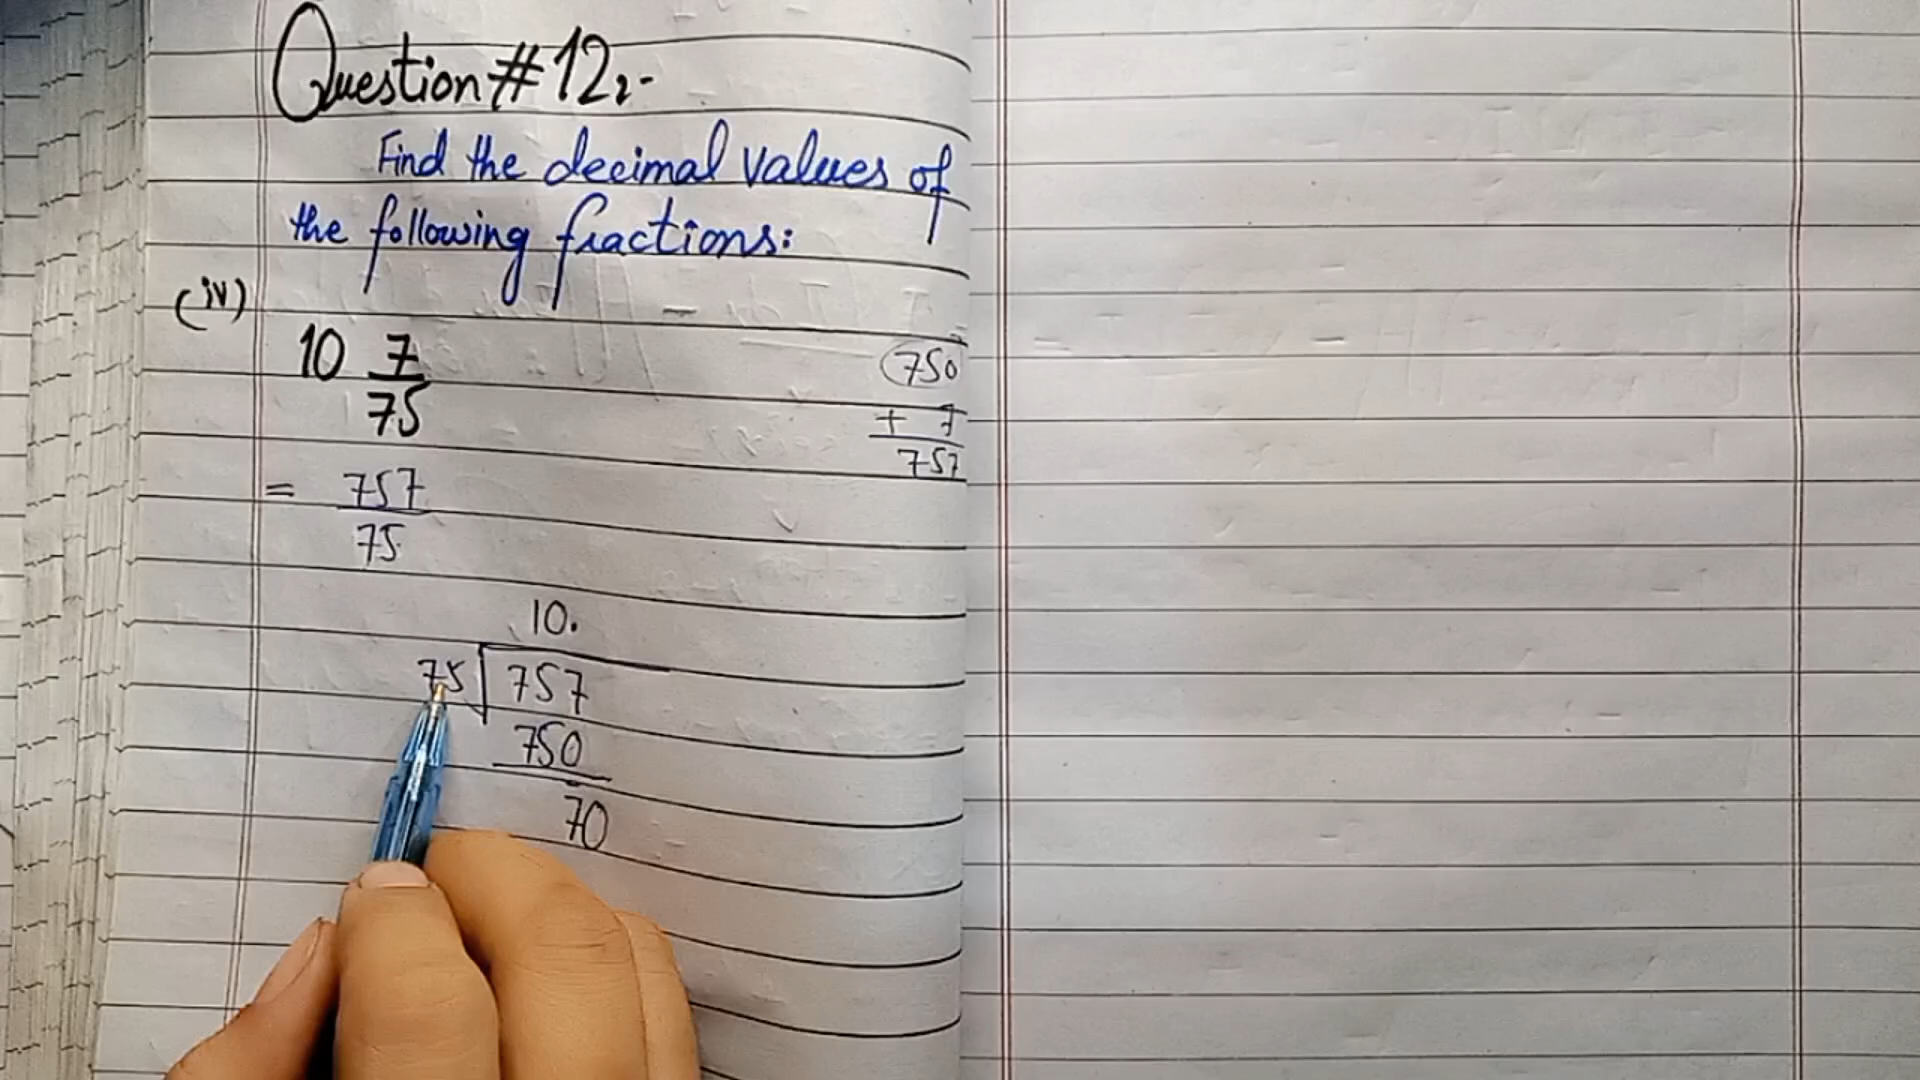 Question #12:-
Find the decimal values of
the following fractions:
(iv)
10 7/75
750
+ 7
757
= 757/75
10.
75 757
750
70